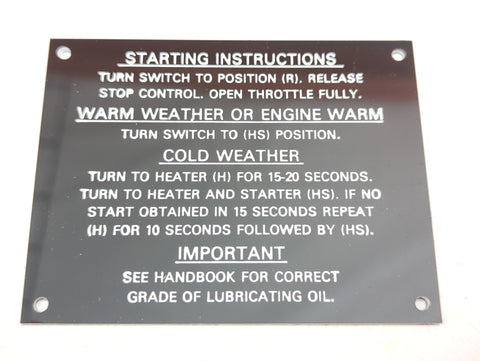 STARTING INSTRUCTIONS
TURN SWITCH TO POSITION (R). RELEASE
STOP CONTROL. OPEN THROTTLE FULLY.
WARM WEATHER OR ENGINE WARM
TURN SWITCH TO (HS) POSITION.
COLD WEATHER
TURN TO HEATER (H) FOR 15-20 SECONDS.
TURN TO HEATER AND STARTER (HS). IF NO
START OBTAINED IN 15 SECONDS REPEAT
(H) FOR 10 SECONDS FOLLOWED BY (HS).
IMPORTANT
SEE HANDBOOK FOR CORRECT
GRADE OF LUBRICATING OIL.